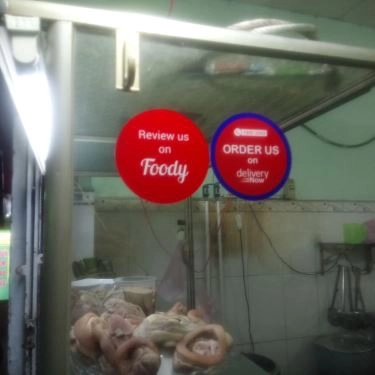 Review us
on
Foody
ORDER US
on
delivery
Now